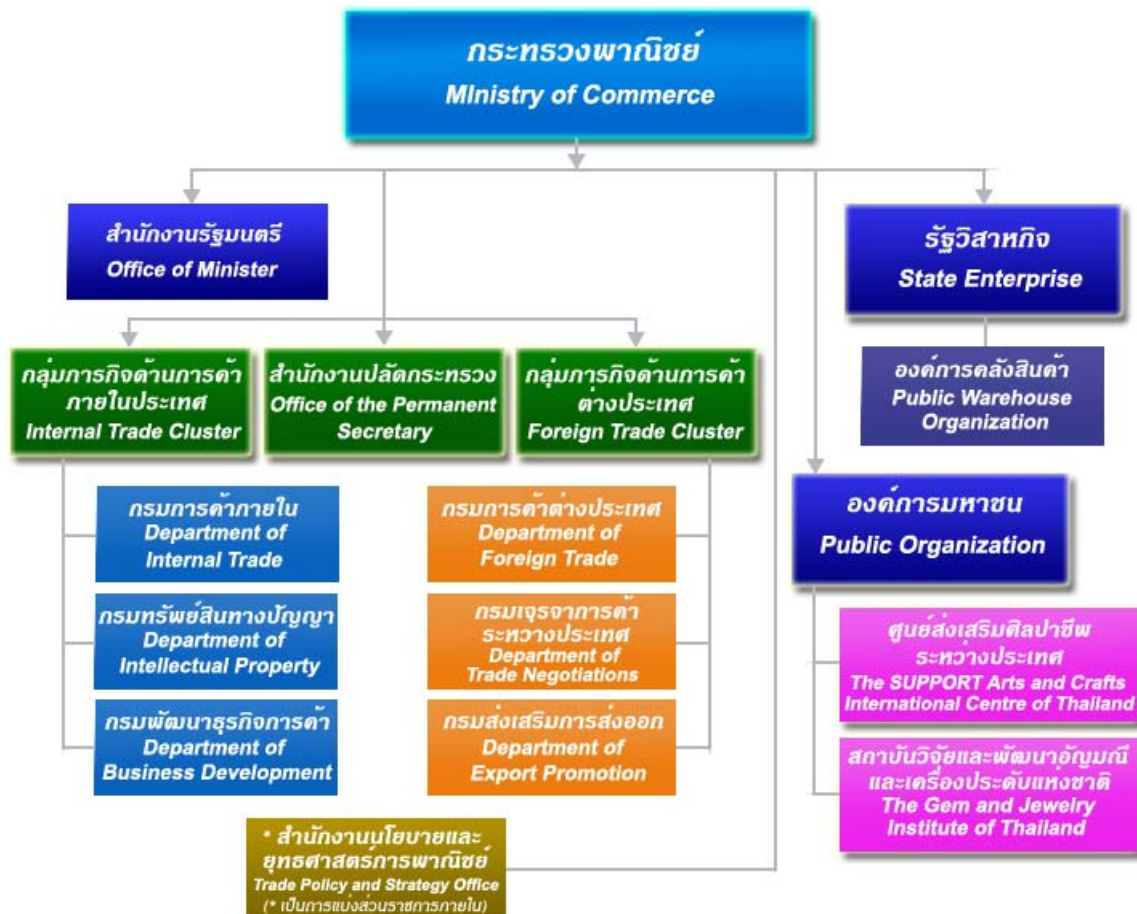 กระทรวงพาณิชย์
MInistry of Commerce
สำนักงานรัฐมนตรี
Office of Minister
รัฐวิสาหกิจ
State Enterprise
กลุ่มภารกิจด้านการค้า
ภายในประเทศ
Internal Trade Cluster
สำนักงานปลัดกระทรวง
Office of the Permanent
Secretary
กลุ่มภารกิจด้านการค้า
ต่างประเทศ
Foreign Trade Cluster
องค์การคลังสินค้า
Public Warehouse
Organization
กรมการค้าภายใน
Department of
Internal Trade
กรมการค้าต่างประเทศ
Department of
Foreign Trade
องค์การมหาชน
Public Organization
กรมทรัพย์สินทางปัญญา
Department of
Intellectual Property
กรมเจรจาการค้า
ระหว่างประเทศ
Department of
Trade Negotiations
ศูนย์ส่งเสริมศิลปาชีพ
ระหว่างประเทศ
The SUPPORT Arts and Crafts
International Centre of Thailand
กรมพัฒนาธุรกิจการค้า
Department of
Business Development
กรมส่งเสริมการส่งออก
Department of
Export Promotion
สถาบันวิจัยและพัฒนาอัญมณี
และเครื่องประดับแห่งชาติ
The Gem and Jewelry
Institute of Thailand
* สำนักงานนโยบายและ
ยุทธศาสตร์การพาณิชย์
Trade Policy and Strategy Office
(* เป็นการแบ่งส่วนราชการภายใน)